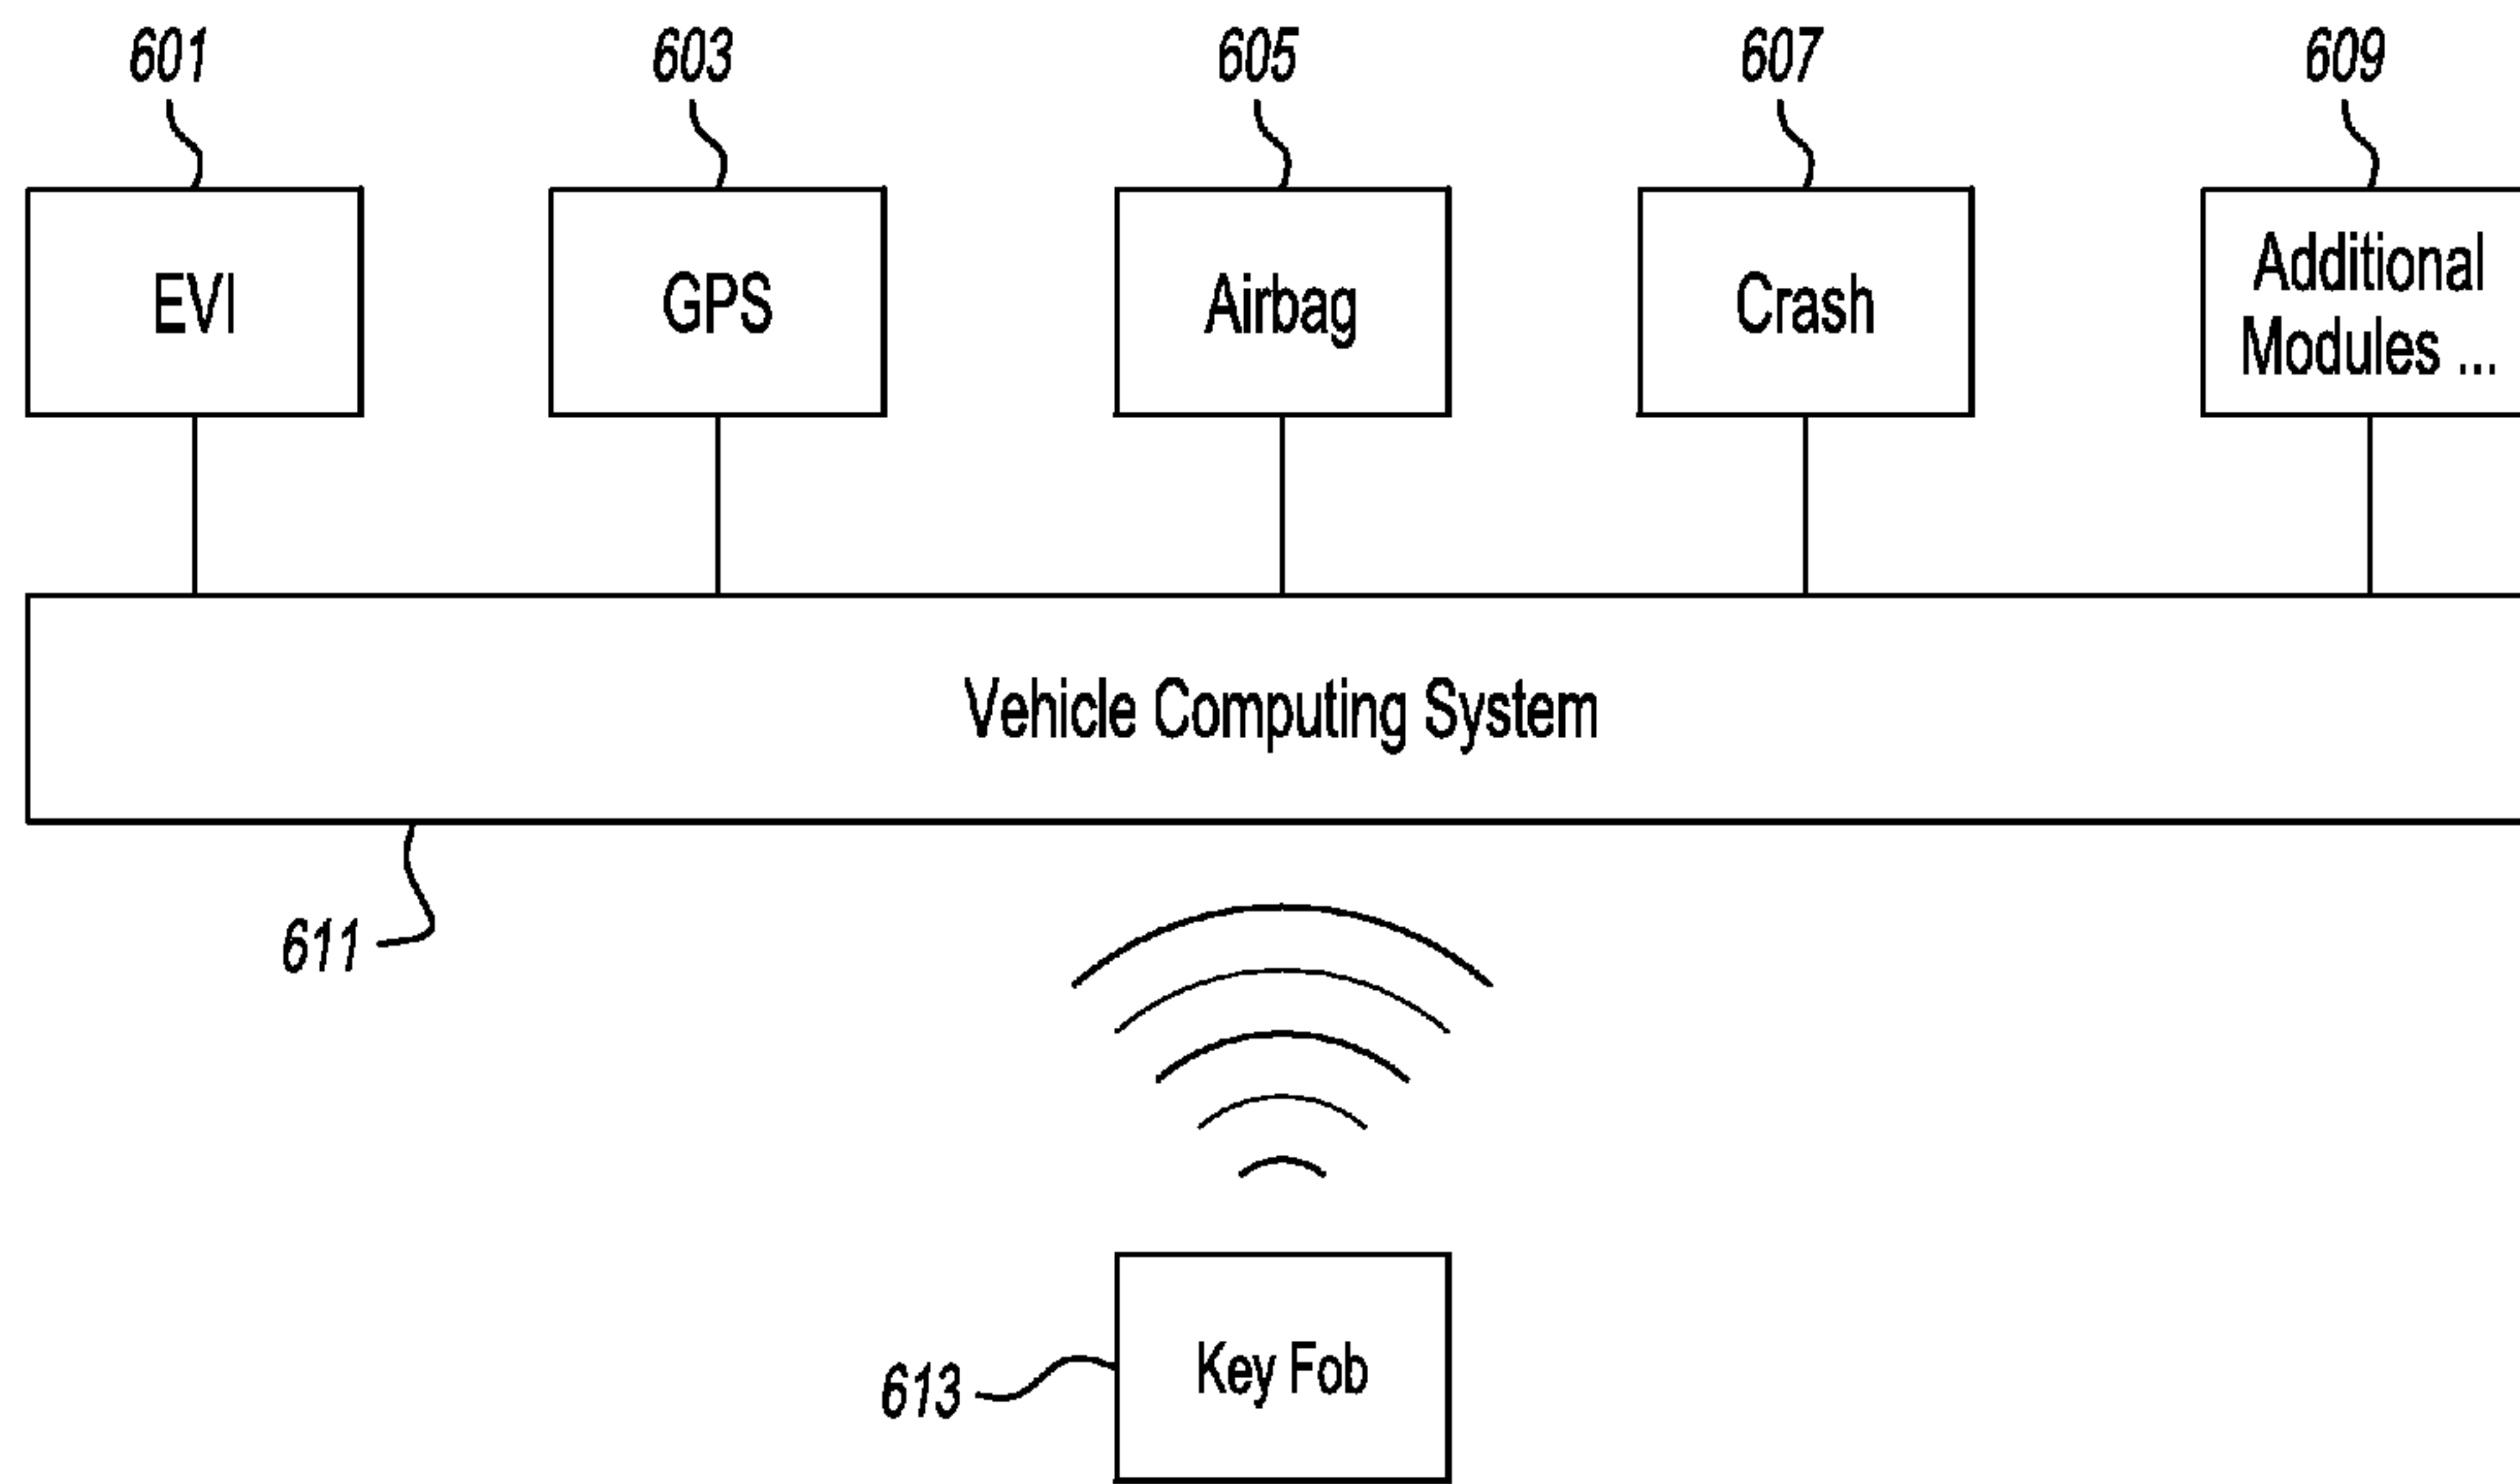 601
603
605
607
609
EVI
GPS
Airbag
Crash
Additional
Modules ...
Vehicle Computing System
611
613
Key Fob